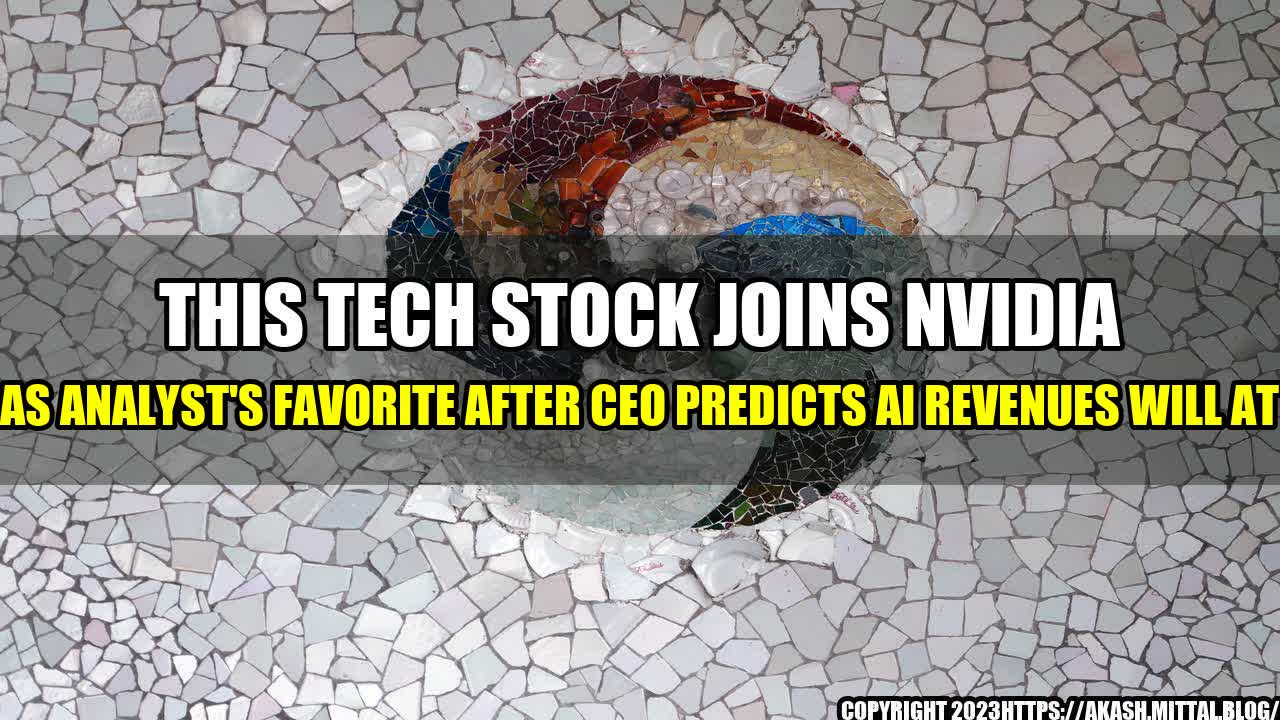 THIS TECH STOCK JOINS NVIDIA
AS ANALYST'S FAVORITE AFTER CEO PREDICTS AI REVENUES WILL AT
COPYRIGHT 2023HTTPS://AKASH.MITTAL.BLOG/